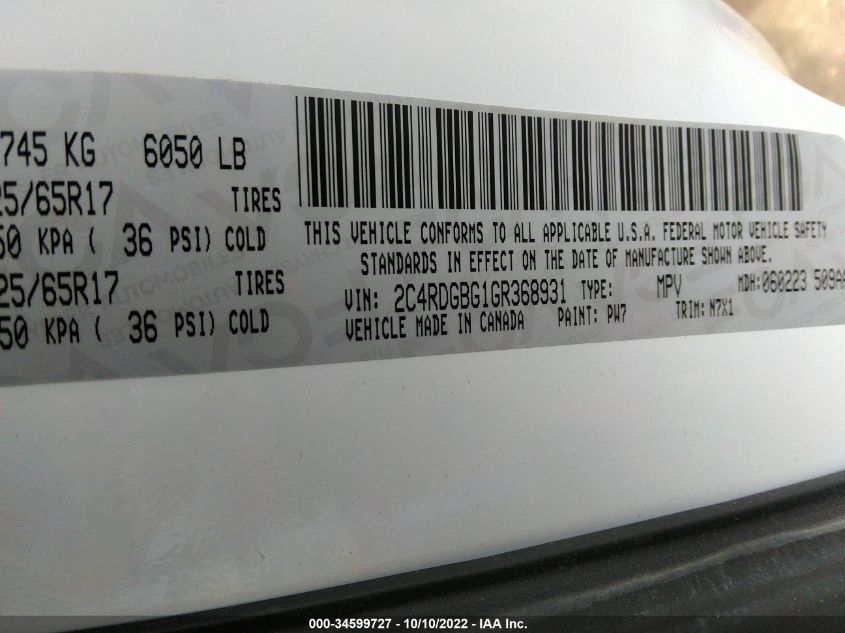 745 KG 6050 LB
25/65R17 TIRES
50 KPA ( 36 PSI) COLD
25/65R17 TIRES
50 KPA ( 36 PSI) COLD
THIS VEHICLE CONFORMS TO ALL APPLICABLE U.S.A. FEDERAL MOTOR VEHICLE SAFETY
STANDARDS IN EFFECT ON THE DATE OF MANUFACTURE SHOWN ABOVE.
VIN: 2C4RDGBG1GR368931 TYPE: MPV MDH:060223 509AA
VEHICLE MADE IN CANADA PAINT: PW7 TRIM: N7X1
000-34599727 - 10/10/2022 - IAA Inc.